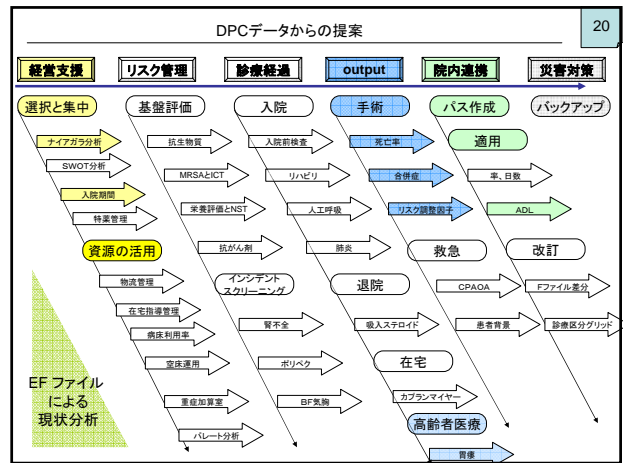 DPCデータからの提案
20
経営支援
リスク管理
診療経過
output
院内連携
災害対策
選択と集中
基盤評価
入院
手術
パス作成
バックアップ
ナイアガラ分析
抗生物質
入院前検査
死亡率
適用
SWOT分析
MRSAとICT
リハビリ
合併症
率、日数
入院期間
栄養評価とNST
人工呼吸
リスク調整因子
ADL
特薬管理
抗がん剤
肺炎
救急
改訂
資源の活用
インシデント
スクリーニング
退院
物流管理
CPAOA
Fファイル差分
在宅指導管理
腎不全
吸入ステロイド
患者背景
診療区分グリッド
病床利用率
空床運用
ポリペク
在宅
重症加算室
BF気胸
カプランマイヤー
パレート分析
高齢者医療
胃瘻
EF ファイル
による
現状分析